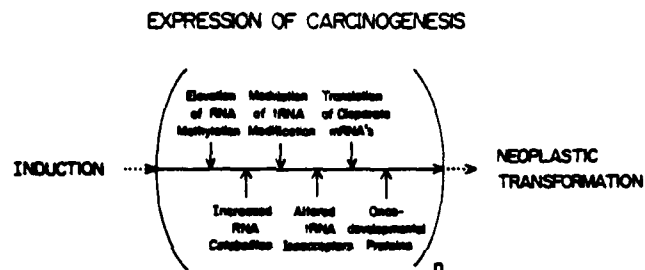 EXPRESSION OF CARCINOGENESIS
Elevation of RNA Methylation
Modulation of tRNA Modification
Translation of Disparate mRNA's
INDUCTION
NEOPLASTIC TRANSFORMATION
Increased RNA Catabolites
Altered tRNA Isoacceptors
Onco-developmental Proteins
n